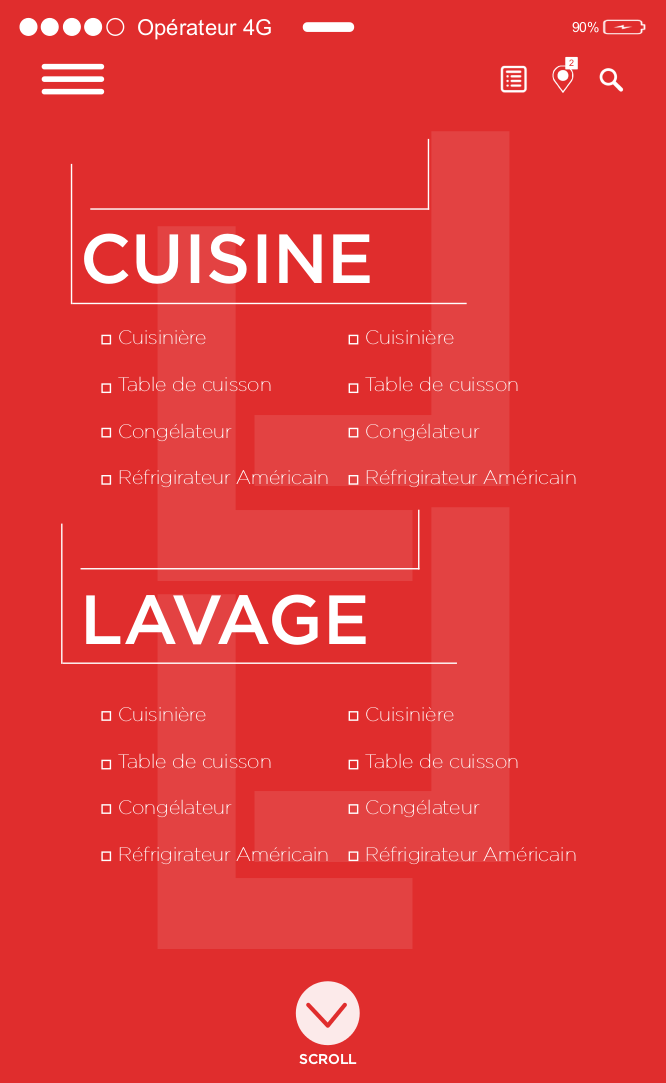 Opérateur 4G
90%
2
CUISINE
Cuisinière Cuisinière
Table de cuisson Table de cuisson
Congélateur Congélateur
Réfrigirateur Américain Réfrigirateur Américain
LAVAGE
Cuisinière Cuisinière
Table de cuisson Table de cuisson
Congélateur Congélateur
Réfrigirateur Américain Réfrigirateur Américain
SCROLL